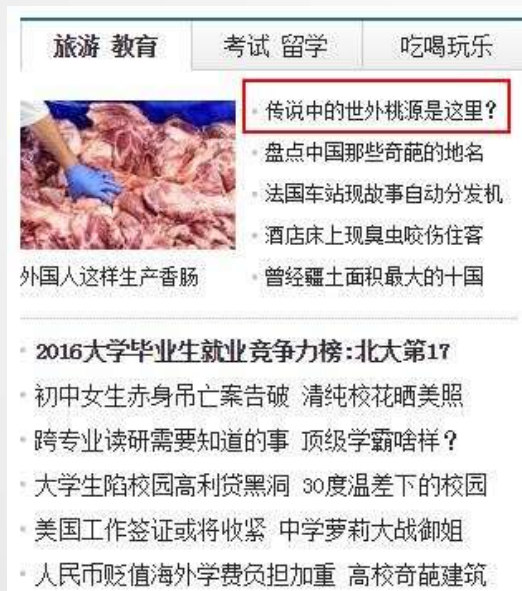 旅游 教育 考试 留学 吃喝玩乐
传说中的世外桃源是这里？
盘点中国那些奇葩的地名
法国车站现故事自动分发机
酒店床上现臭虫咬伤住客
外国人这样生产香肠
曾经疆土面积最大的十国
2016大学毕业生就业竞争力榜:北大第17
初中女生赤身吊亡案告破 清纯校花晒美照
跨专业读研需要知道的事 顶级学霸啥样？
大学生陷校园高利贷黑洞 30度温差下的校园
美国工作签证或将收紧 中学萝莉大战御姐
人民币贬值海外学费负担加重 高校奇葩建筑